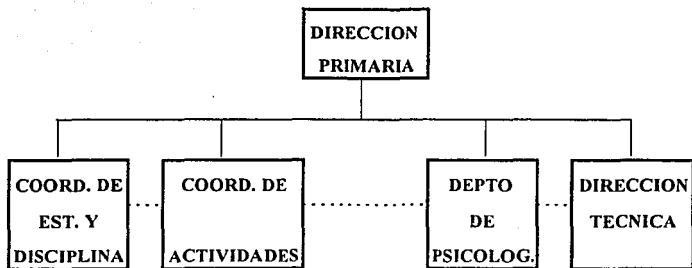 DIRECCION
PRIMARIA
COORD. DE
EST. Y
DISCIPLINA
COORD. DE
ACTIVIDADES
DEPTO
DE
PSICOLOG.
DIRECCION
TECNICA